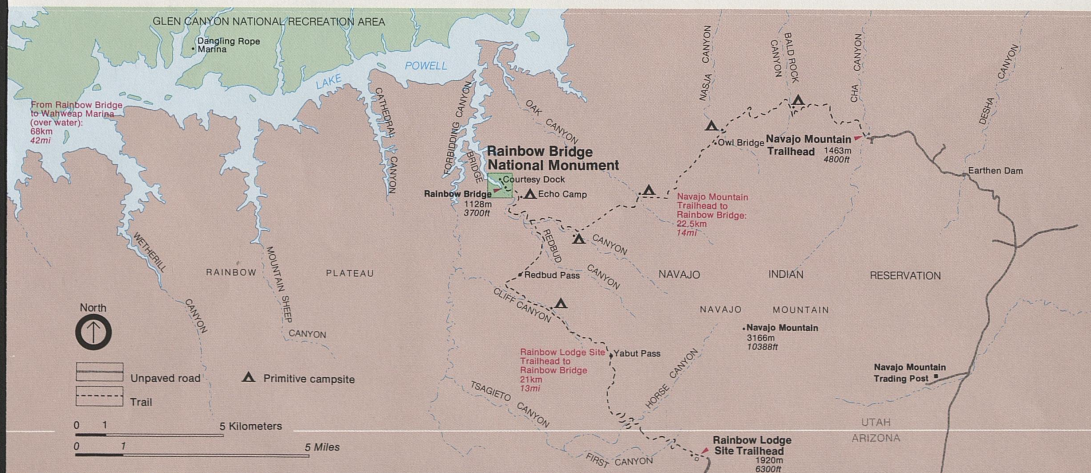 GLEN CANYON NATIONAL RECREATION AREA
Dangling Rope
Marina
LAKE POWELL
From Rainbow Bridge
to Wahweap Marina
(over water):
68km
42mi
CATHEDRAL CANYON
FORBIDDING CANYON
BRIDGE
OAK CANYON
NASJA CANYON
BALD ROCK
CANYON
CHA CANYON
DESHA CANYON
Rainbow Bridge
National Monument
Courtesy Dock
Rainbow Bridge
1128m
3700ft
Echo Camp
Owl Bridge
Navajo Mountain
Trailhead
1463m
4800ft
Earthen Dam
Navajo Mountain
Trailhead to
Rainbow Bridge:
22.5km
14mi
WETHERILL CANYON
RAINBOW PLATEAU
MOUNTAIN SHEEP
CANYON
REDBUD CANYON
CANYON
Redbud Pass
CLIFF CANYON
NAVAJO INDIAN RESERVATION
NAVAJO MOUNTAIN
Navajo Mountain
3166m
10388ft
Rainbow Lodge Site
Trailhead to
Rainbow Bridge
21km
13mi
Yabut Pass
HORSE CANYON
TSAGIETO CANYON
FIRST CANYON
Navajo Mountain
Trading Post
UTAH
ARIZONA
Rainbow Lodge
Site Trailhead
1920m
6300ft
North
Unpaved road
Primitive campsite
Trail
0 1 5 Kilometers
0 1 5 Miles